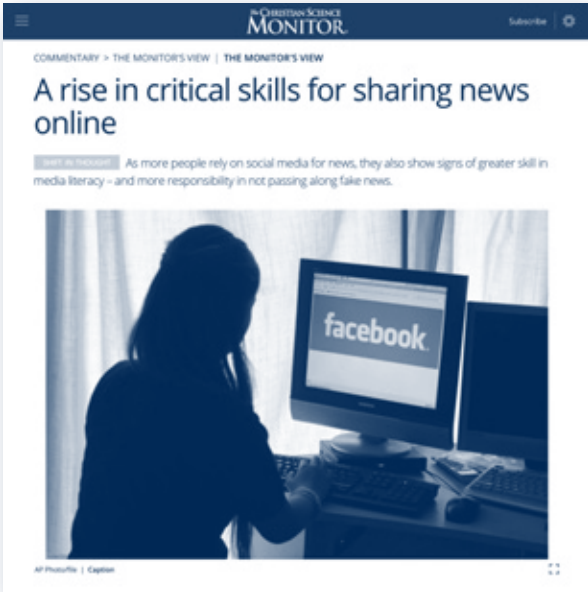 The CHRISTIAN SCIENCE
MONITOR
Subscribe
COMMENTARY > THE MONITOR'S VIEW | THE MONITOR'S VIEW
A rise in critical skills for sharing news
online
SHIFT IN THOUGHT As more people rely on social media for news, they also show signs of greater skill in
media literacy – and more responsibility in not passing along fake news.
facebook.
AP Photo/file | Caption